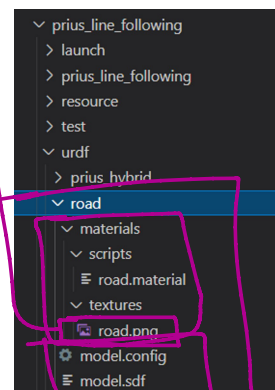 prius_line_following
launch
prius_line_following
resource
test
urdf
prius_hybrid
road
materials
scripts
road.material
textures
road.png
model.config
model.sdf